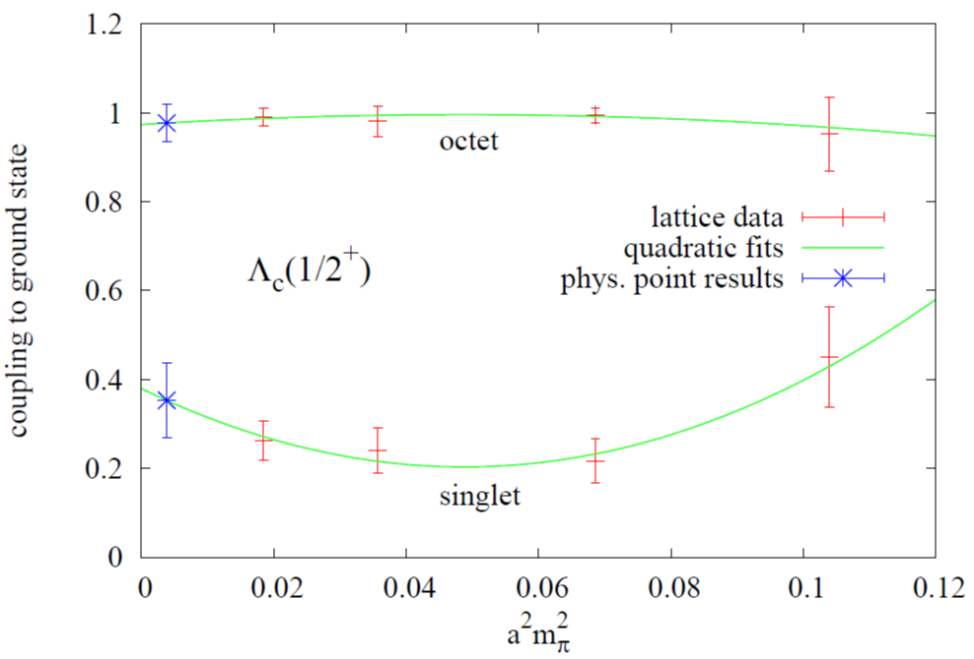 1.2
1
0.8
0.6
0.4
0.2
0
coupling to ground state
octet
Λc(1/2+)
lattice data
quadratic fits
phys. point results
singlet
0 0.02 0.04 0.06 0.08 0.1 0.12
a²m²π